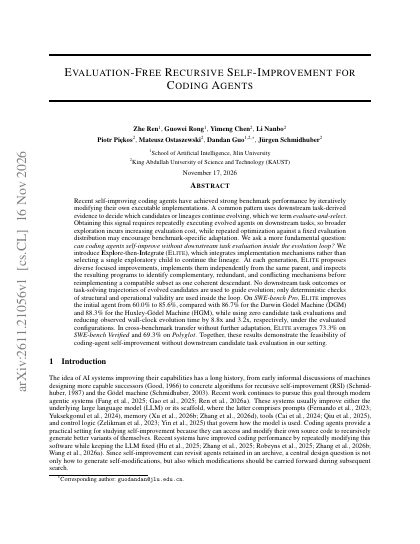 EVALUATION-FREE RECURSIVE SELF-IMPROVEMENT FOR
CODING AGENTS
Zhe Ren¹, Guowei Rong¹, Yimeng Chen², Li Nanbo²
Piotr Piękos², Mateusz Ostaszewski², Dandan Guo¹,²,*, Jürgen Schmidhuber²
¹School of Artificial Intelligence, Jilin University
²King Abdullah University of Science and Technology (KAUST)
November 17, 2026
ABSTRACT
Recent self-improving coding agents have achieved strong benchmark performance by iteratively
modifying their own executable implementations. A common pattern uses downstream task-derived
evidence to decide which candidates or lineages continue evolving, which we term evaluate-and-select.
Obtaining this signal requires repeatedly executing evolved agents on downstream tasks, so broader
exploration incurs increasing evaluation cost, while repeated optimization against a fixed evaluation
distribution may encourage benchmark-specific adaptation. We ask a more fundamental question:
can coding agents self-improve without downstream task evaluation inside the evolution loop? We
introduce Explore-then-Integrate (ELITE), which integrates implementation mechanisms rather than
selecting a single exploratory child to continue the lineage. At each generation, ELITE proposes
diverse focused improvements, implements them independently from the same parent, and inspects
the resulting programs to identify complementary, redundant, and conflicting mechanisms before
reimplementing a compatible subset as one coherent descendant. No downstream task outcomes
or task-solving trajectories of evolved candidates are used to guide evolution; only deterministic checks
of structural and operational validity are used inside the loop. On SWE-bench Pro, ELITE improves
the initial agent from 60.0% to 85.6%, compared with 86.7% for the Darwin Gödel Machine (DGM)
and 88.3% for the Huxley-Gödel Machine (HGM), while using zero candidate task evaluations and
reducing observed wall-clock evolution time by 8.8x and 3.2x, respectively, under the evaluated
configurations. In cross-benchmark transfer without further adaptation, ELITE averages 73.3%
on SWE-bench Verified and 69.3% on Polyglot. Together, these results demonstrate the feasibility of
coding-agent self-improvement without downstream candidate task evaluation in our setting.
1 Introduction
The idea of AI systems improving their capabilities has a long history, from early informal discussions of machines
designing more capable successors (Good, 1966) to concrete algorithms for recursive self-improvement (RSI) (Schmid-
huber, 1987) and the Gödel machine (Schmidhuber, 2003). Recent work continues to pursue this goal through modern
agentic systems (Fang et al., 2025; Gao et al., 2025; Ren et al., 2026a). These systems usually improve either the
underlying large language model (LLM) or its scaffold, where the latter comprises prompts (Fernando et al., 2023;
Yuksekgonul et al., 2024), memory (Xu et al., 2026b; Zhang et al., 2026d), tools (Cai et al., 2024; Qiu et al., 2025),
and control logic (Zelikman et al., 2023; Yin et al., 2025) that govern how the model is used. Coding agents provide a
practical setting for studying self-improvement because they can access and modify their own source code to recursively
generate better variants of themselves. Recent systems have improved coding performance by repeatedly modifying this
software while keeping the LLM fixed (Hu et al., 2025; Zhang et al., 2025; Robeyns et al., 2025; Zhang et al., 2026b;
Wang et al., 2026a). Since self-improvement can revisit agents retained in an archive, a central design question is not
only how to generate self-modifications, but also which modifications should be carried forward during subsequent
search.
*Corresponding author: guodandan@jlu.edu.cn.
arXiv:2611.21056v1 [cs.CL] 16 Nov 2026